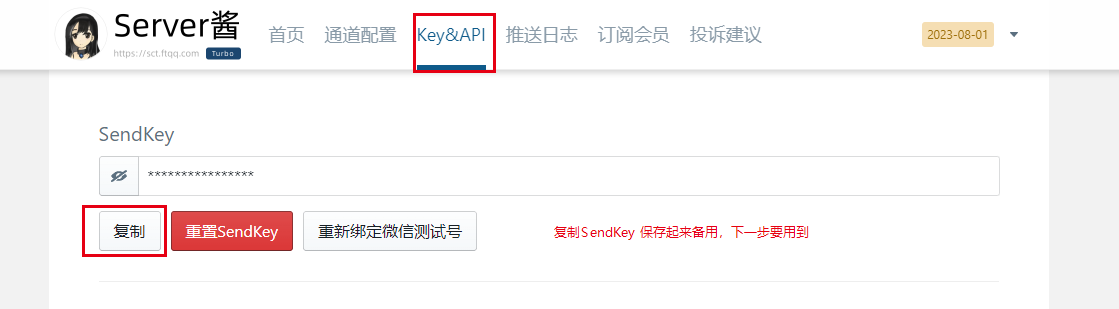 Server酱
https://sct.ftqq.com Turbo
首页 通道配置 Key&API 推送日志 订阅会员 投诉建议 2023-08-01
SendKey
****************
复制 重置SendKey 重新绑定微信测试号 复制SendKey 保存起来备用，下一步要用到